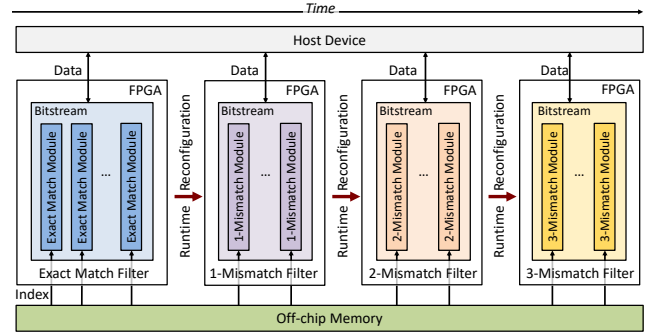 Time
Host Device
Data
Data
Data
Data
FPGA
Bitstream
Exact Match Module
Exact Match Module
...
Exact Match Module
Exact Match Filter
Runtime Reconfiguration
FPGA
Bitstream
1-Mismatch Module
...
1-Mismatch Module
1-Mismatch Filter
Runtime Reconfiguration
FPGA
Bitstream
2-Mismatch Module
...
2-Mismatch Module
2-Mismatch Filter
Runtime Reconfiguration
FPGA
Bitstream
3-Mismatch Module
...
3-Mismatch Module
3-Mismatch Filter
Index
Off-chip Memory